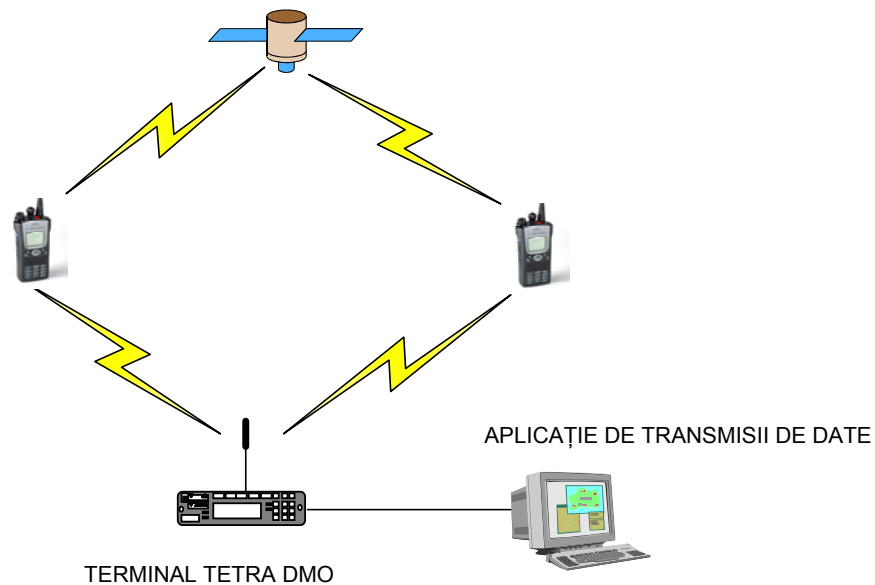 APLICAȚIE DE TRANSMISII DE DATE
TERMINAL TETRA DMO